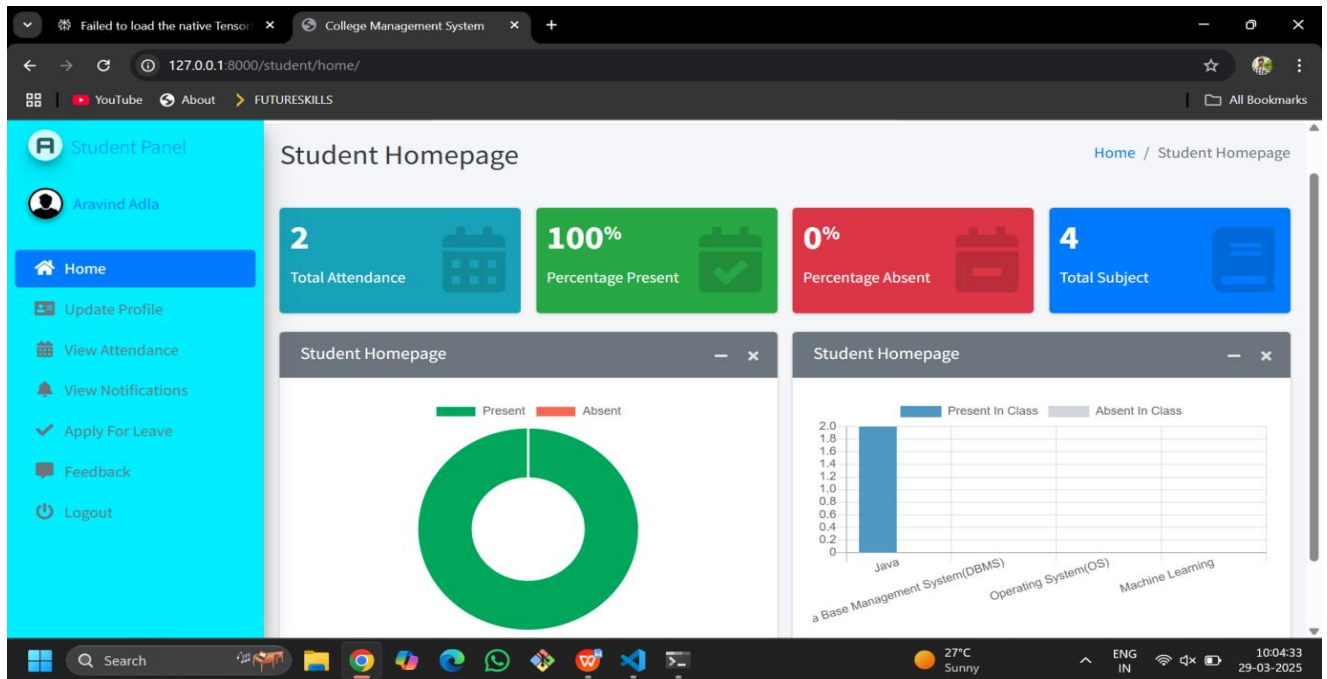 Failed to load the native Tensor
College Management System
127.0.0.1:8000/student/home/
YouTube
About
FUTURESKILLS
All Bookmarks
Student Panel
Aravind Adla
Home
Update Profile
View Attendance
View Notifications
Apply For Leave
Feedback
Logout
Student Homepage
Home / Student Homepage
2
Total Attendance
100%
Percentage Present
0%
Percentage Absent
4
Total Subject
Student Homepage
Present
Absent
Student Homepage
Present In Class
Absent In Class
2.0
1.8
1.6
1.4
1.2
1.0
0.8
0.6
0.4
0.2
0
Java
a Base Management System(DBMS)
Operating System(OS)
Machine Learning
Search
27°C
Sunny
ENG
IN
10:04:33
29-03-2025